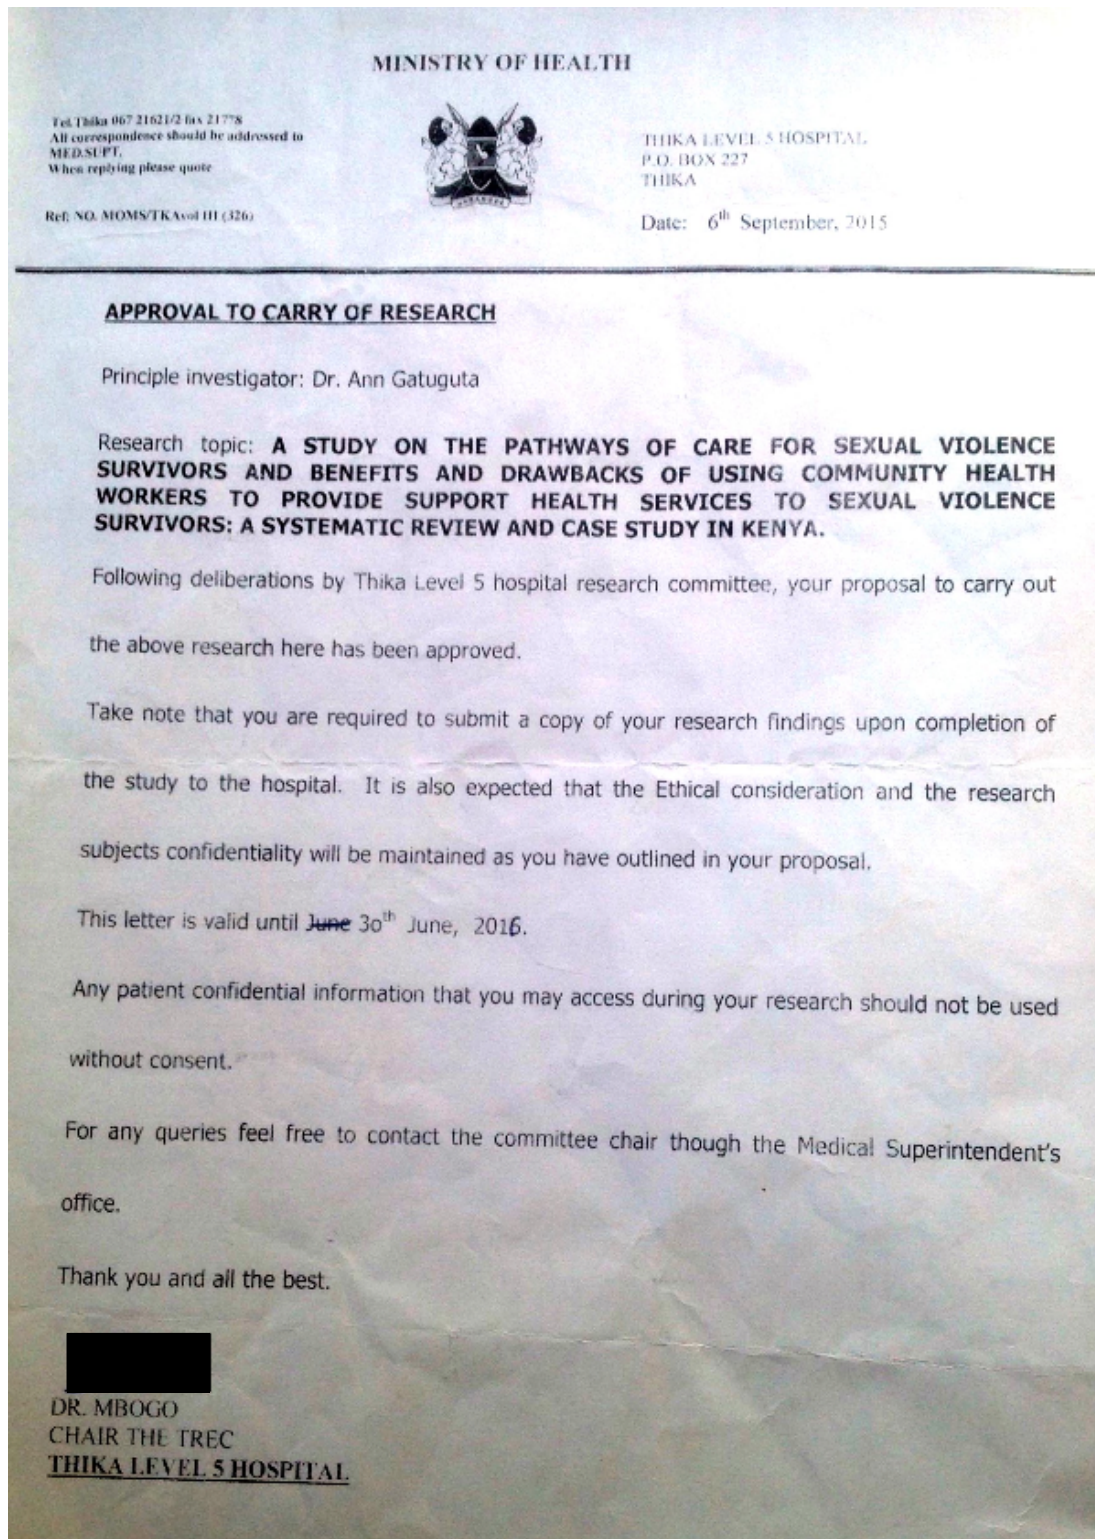 MINISTRY OF HEALTH
Tel. Thika 067 21621/2 fax 21778
All correspondence should be addressed to
MED.SUPT.
When replying please quote
Ref: NO. MOMS/TKAvol III (326)
THIKA LEVEL 5 HOSPITAL
P.O. BOX 227
THIKA
Date: 6th September, 2015
APPROVAL TO CARRY OF RESEARCH
Principle investigator: Dr. Ann Gatuguta
Research topic: A STUDY ON THE PATHWAYS OF CARE FOR SEXUAL VIOLENCE
SURVIVORS AND BENEFITS AND DRAWBACKS OF USING COMMUNITY HEALTH
WORKERS TO PROVIDE SUPPORT HEALTH SERVICES TO SEXUAL VIOLENCE
SURVIVORS: A SYSTEMATIC REVIEW AND CASE STUDY IN KENYA.
Following deliberations by Thika Level 5 hospital research committee, your proposal to carry out
the above research here has been approved.
Take note that you are required to submit a copy of your research findings upon completion of
the study to the hospital. It is also expected that the Ethical consideration and the research
subjects confidentiality will be maintained as you have outlined in your proposal.
This letter is valid until June 3oth June, 2016.
Any patient confidential information that you may access during your research should not be used
without consent.
For any queries feel free to contact the committee chair though the Medical Superintendent's
office.
Thank you and all the best.
DR. MBOGO
CHAIR THE TREC
THIKA LEVEL 5 HOSPITAL